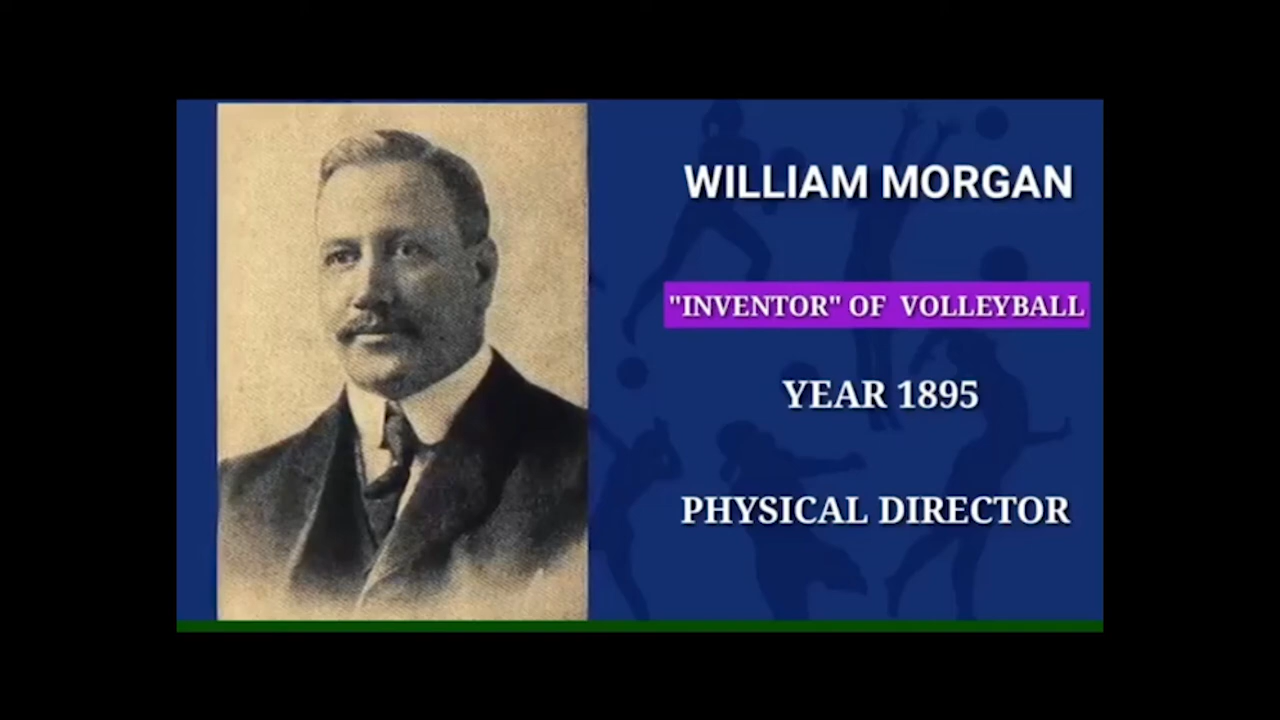 WILLIAM MORGAN
"INVENTOR" OF VOLLEYBALL
YEAR 1895
PHYSICAL DIRECTOR